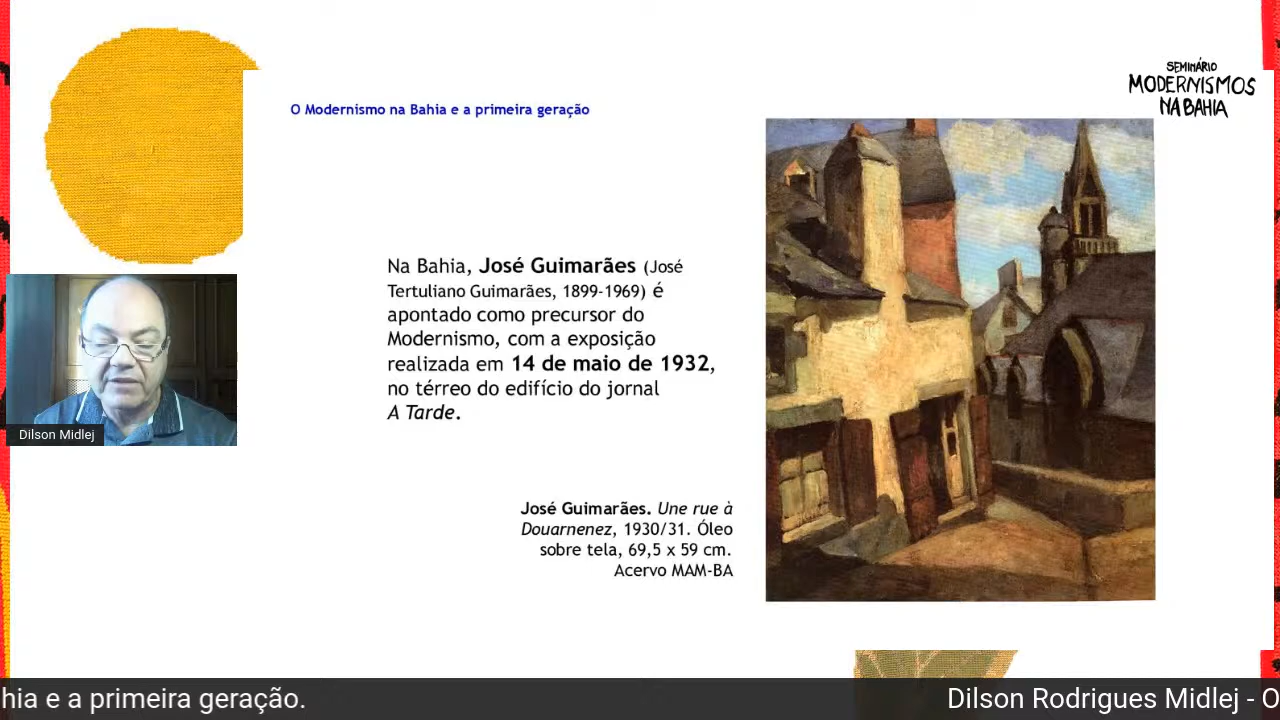 SEMINÁRIO
MODERNISMOS
NA BAHIA
O Modernismo na Bahia e a primeira geração
Na Bahia, José Guimarães (José
Tertuliano Guimarães, 1899-1969) é
apontado como precursor do
Modernismo, com a exposição
realizada em 14 de maio de 1932,
no térreo do edifício do jornal
A Tarde.
Dilson Midlej
José Guimarães. Une rue à
Douarnenez, 1930/31. Óleo
sobre tela, 69,5 x 59 cm.
Acervo MAM-BA
hia e a primeira geração.
Dilson Rodrigues Midlej - O